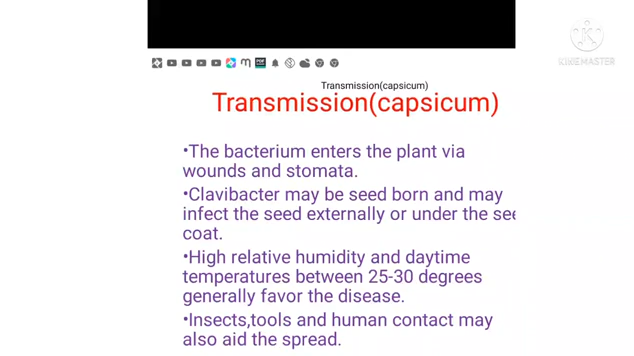 KINEMASTER
Transmission(capsicum)
Transmission(capsicum)
•The bacterium enters the plant via
wounds and stomata.
•Clavibacter may be seed born and may
infect the seed externally or under the see
coat.
•High relative humidity and daytime
temperatures between 25-30 degrees
generally favor the disease.
•Insects,tools and human contact may
also aid the spread.